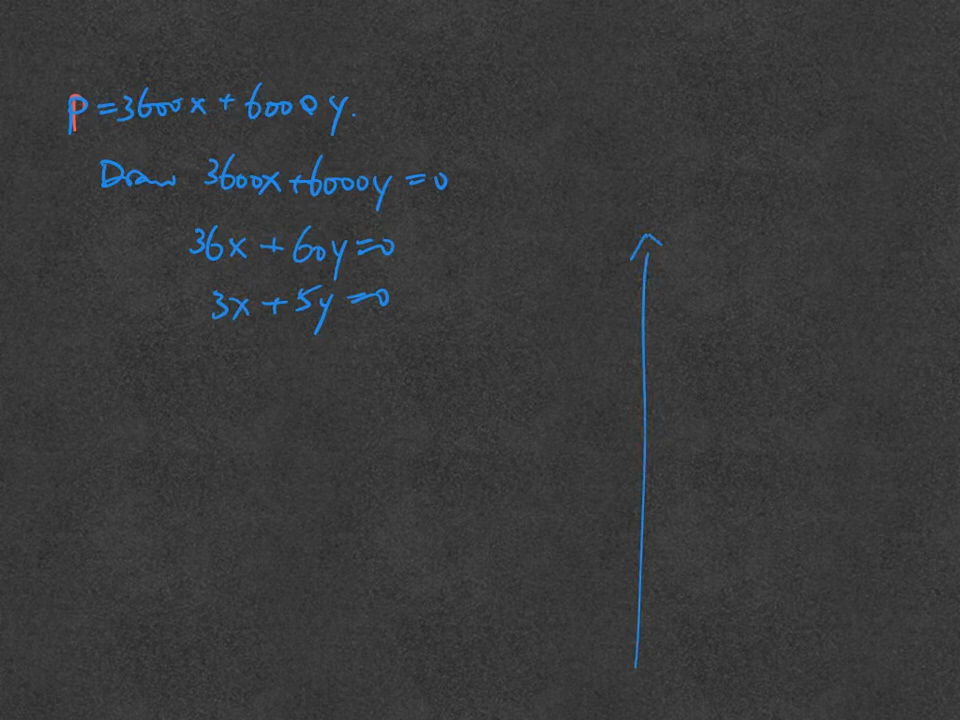 P = 3600x + 6000y.
Draw 3600x + 6000y = 0
36x + 60y = 0
3x + 5y = 0